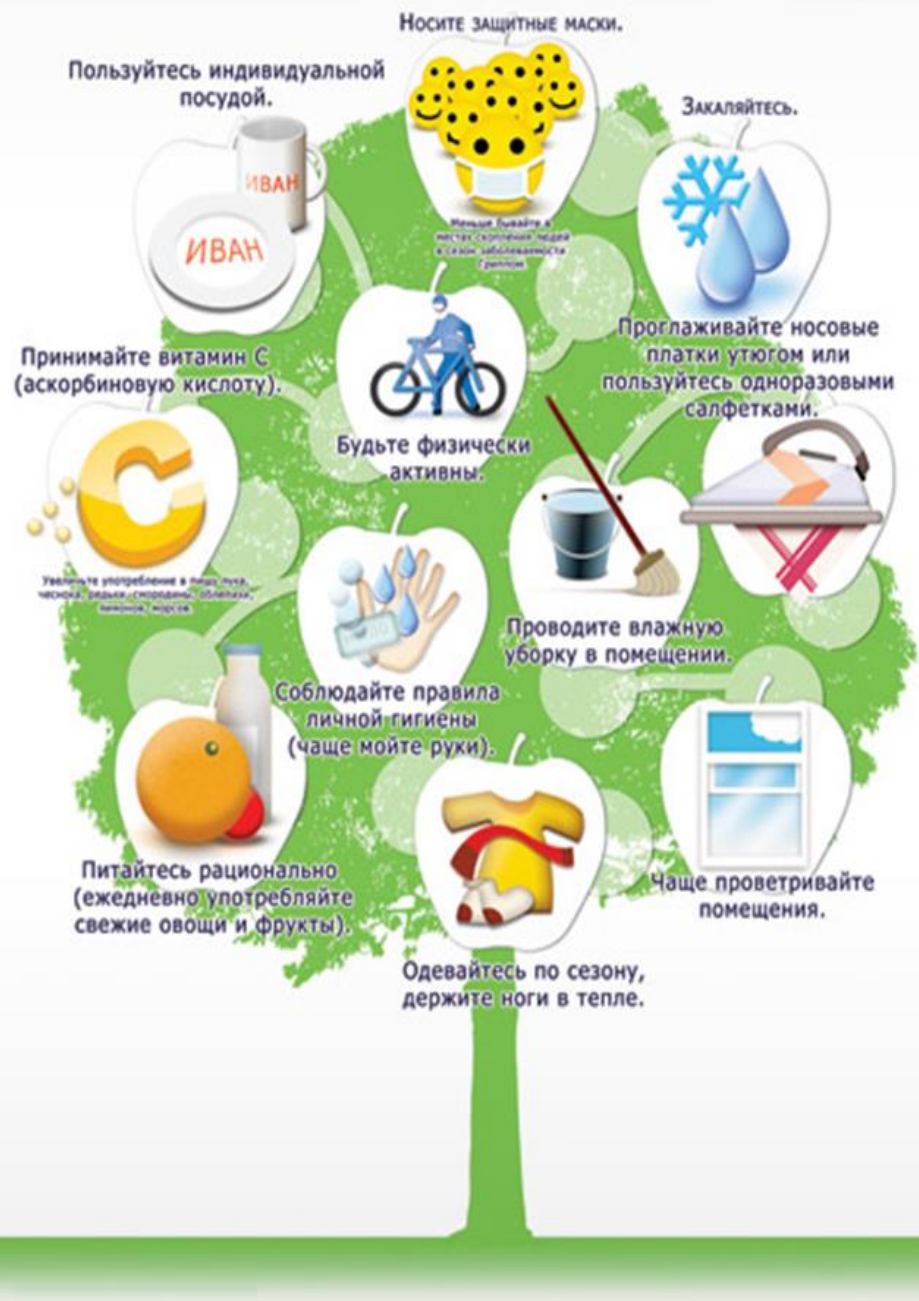 Носите защитные маски.
Пользуйтесь индивидуальной
посудой.
Закаляйтесь.
ИВАН
ИВАН
Меньше бывайте в
местах скопления людей
в сезон заболеваемости
гриппом.
Проглаживайте носовые
платки утюгом или
пользуйтесь одноразовыми
салфетками.
Принимайте витамин С
(аскорбиновую кислоту).
Будьте физически
активны.
С
Увеличьте употребление в пищу лука,
чеснока, редьки, смородины, облепихи,
лимонов, морсов.
Проводите влажную
уборку в помещении.
Соблюдайте правила
личной гигиены
(чаще мойте руки).
Питайтесь рационально
(ежедневно употребляйте
свежие овощи и фрукты).
Чаще проветривайте
помещения.
Одевайтесь по сезону,
держите ноги в тепле.